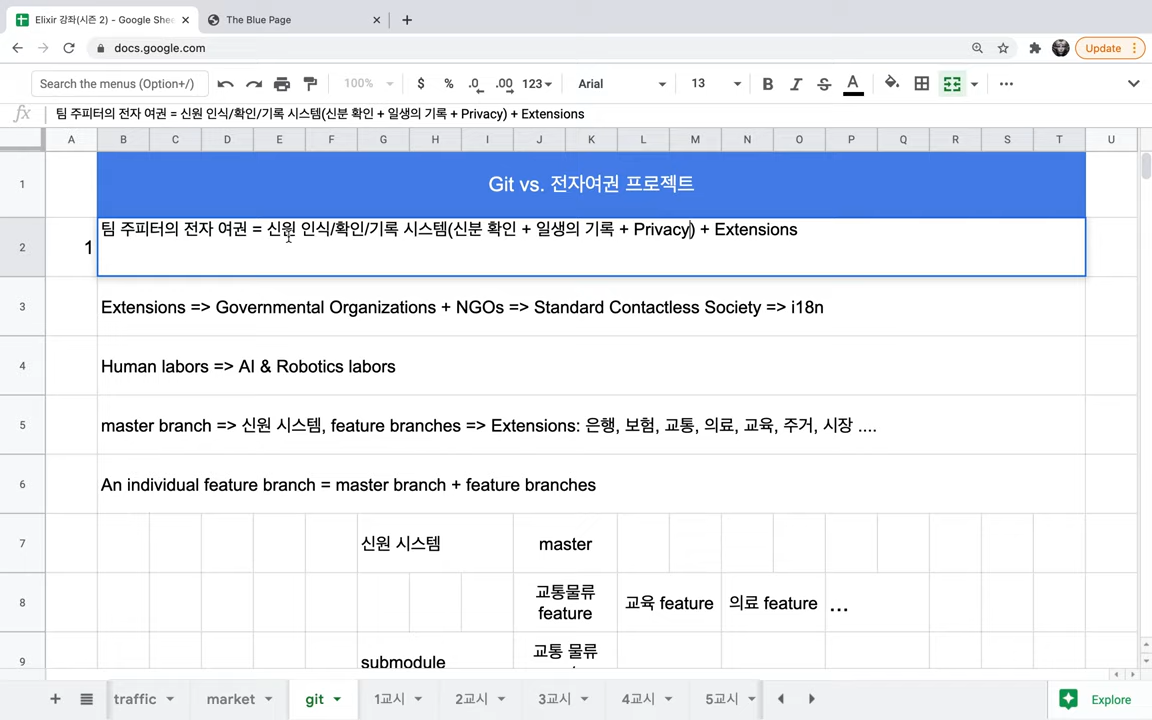 Elixir 강좌(시즌 2) - Google She
The Blue Page
docs.google.com
Update
Search the menus (Option+/)
100%
$ % .0 .00 123
Arial
13
B I S A
fx
팀 주피터의 전자 여권 = 신원 인식/확인/기록 시스템(신분 확인 + 일생의 기록 + Privacy) + Extensions
A B C D E F G H I J K L M N O P Q R S T U
1
Git vs. 전자여권 프로젝트
2
1
팀 주피터의 전자 여권 = 신원 인식/확인/기록 시스템(신분 확인 + 일생의 기록 + Privacy) + Extensions
3
Extensions => Governmental Organizations + NGOs => Standard Contactless Society => i18n
4
Human labors => AI & Robotics labors
5
master branch => 신원 시스템, feature branches => Extensions: 은행, 보험, 교통, 의료, 교육, 주거, 시장 ....
6
An individual feature branch = master branch + feature branches
7
신원 시스템
master
8
교통물류
feature
교육 feature
의료 feature
...
9
submodule
교통 물류
traffic
market
git
1교시
2교시
3교시
4교시
5교시
Explore